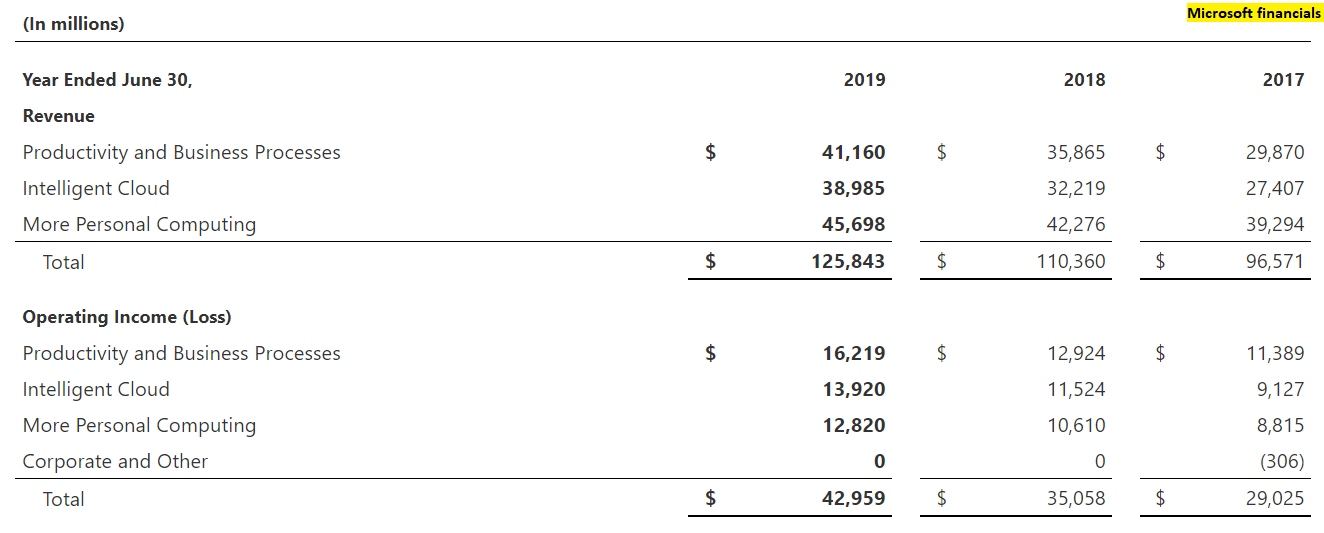 (In millions) Microsoft financials
Year Ended June 30, 2019 2018 2017
Revenue
Productivity and Business Processes $ 41,160 $ 35,865 $ 29,870
Intelligent Cloud 38,985 32,219 27,407
More Personal Computing 45,698 42,276 39,294
Total $ 125,843 $ 110,360 $ 96,571
Operating Income (Loss)
Productivity and Business Processes $ 16,219 $ 12,924 $ 11,389
Intelligent Cloud 13,920 11,524 9,127
More Personal Computing 12,820 10,610 8,815
Corporate and Other 0 0 (306)
Total $ 42,959 $ 35,058 $ 29,025